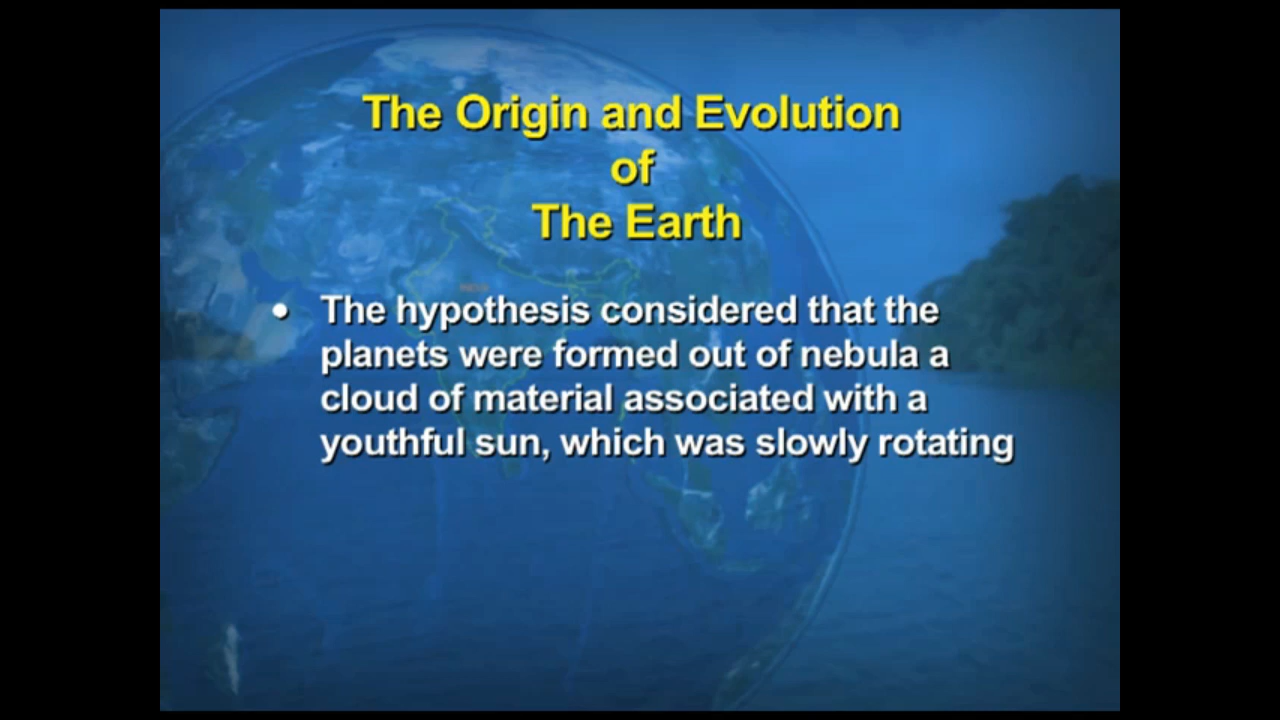 The Origin and Evolution
of
The Earth
• The hypothesis considered that the
planets were formed out of nebula a
cloud of material associated with a
youthful sun, which was slowly rotating